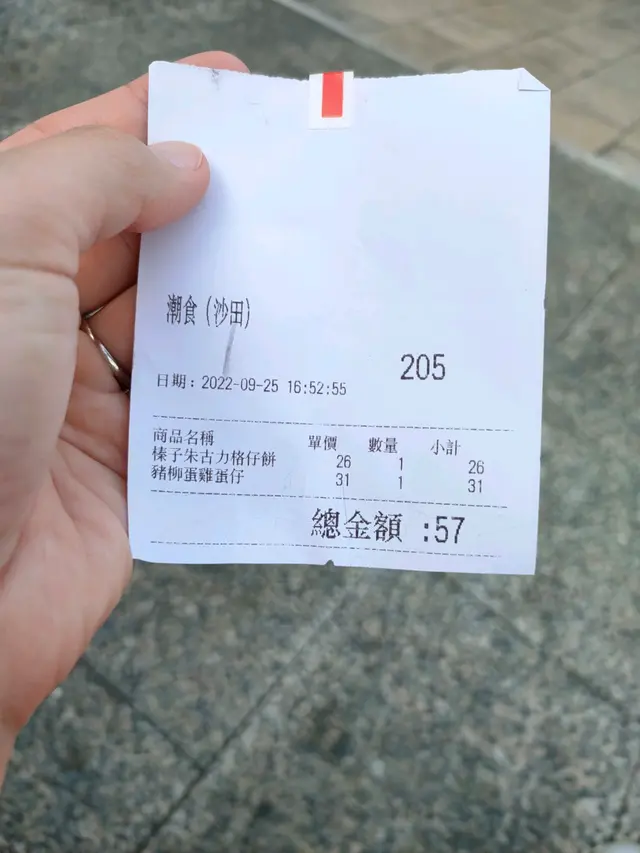 潮食(沙田)
205
日期：2022-09-25 16:52:55
商品名稱 單價 數量 小計
榛子朱古力格仔餅 26 1 26
豬柳蛋雞蛋仔 31 1 31
總金額 :57